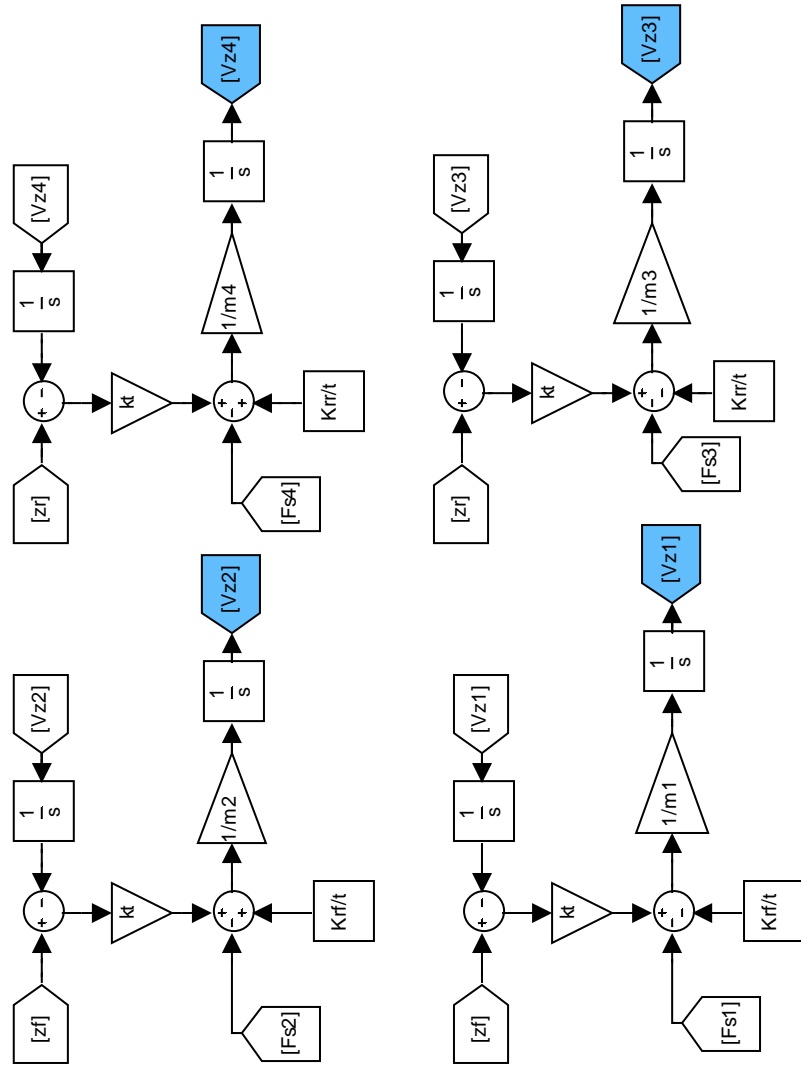 [zf]
+
-
1
s
[Vz2]
kt
[Fs2]
+
-
+
1/m2
1
s
[Vz2]
Krf/t
[zr]
+
-
1
s
[Vz4]
kt
[Fs4]
+
-
+
1/m4
1
s
[Vz4]
Krr/t
[zf]
+
-
1
s
[Vz1]
kt
[Fs1]
+
-
-
1/m1
1
s
[Vz1]
Krf/t
[zr]
+
-
1
s
[Vz3]
kt
[Fs3]
+
-
-
1/m3
1
s
[Vz3]
Krr/t